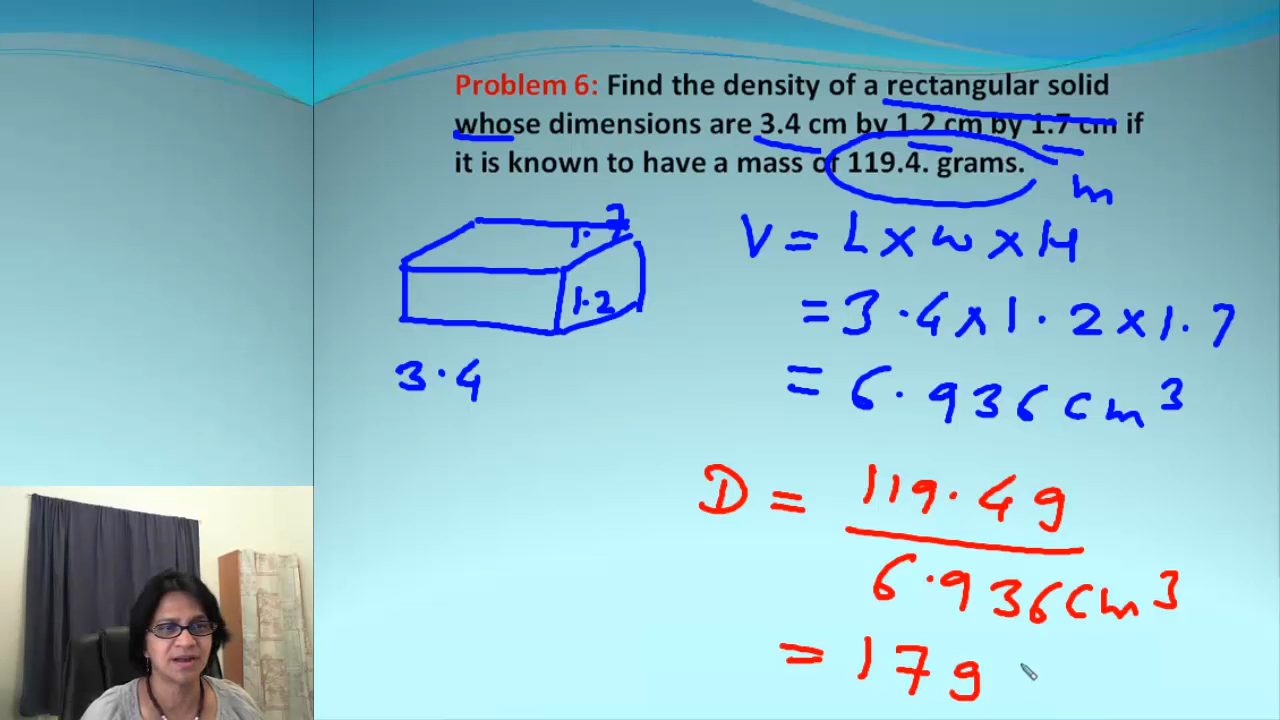 Problem 6: Find the density of a rectangular solid
whose dimensions are 3.4 cm by 1.2 cm by 1.7 cm if
it is known to have a mass of 119.4. grams.
m
1.7
1.2
3.4
V = L x W x H
= 3.4 x 1.2 x 1.7
= 6.936 cm³
D = 119.4g
6.936 cm³
= 17g